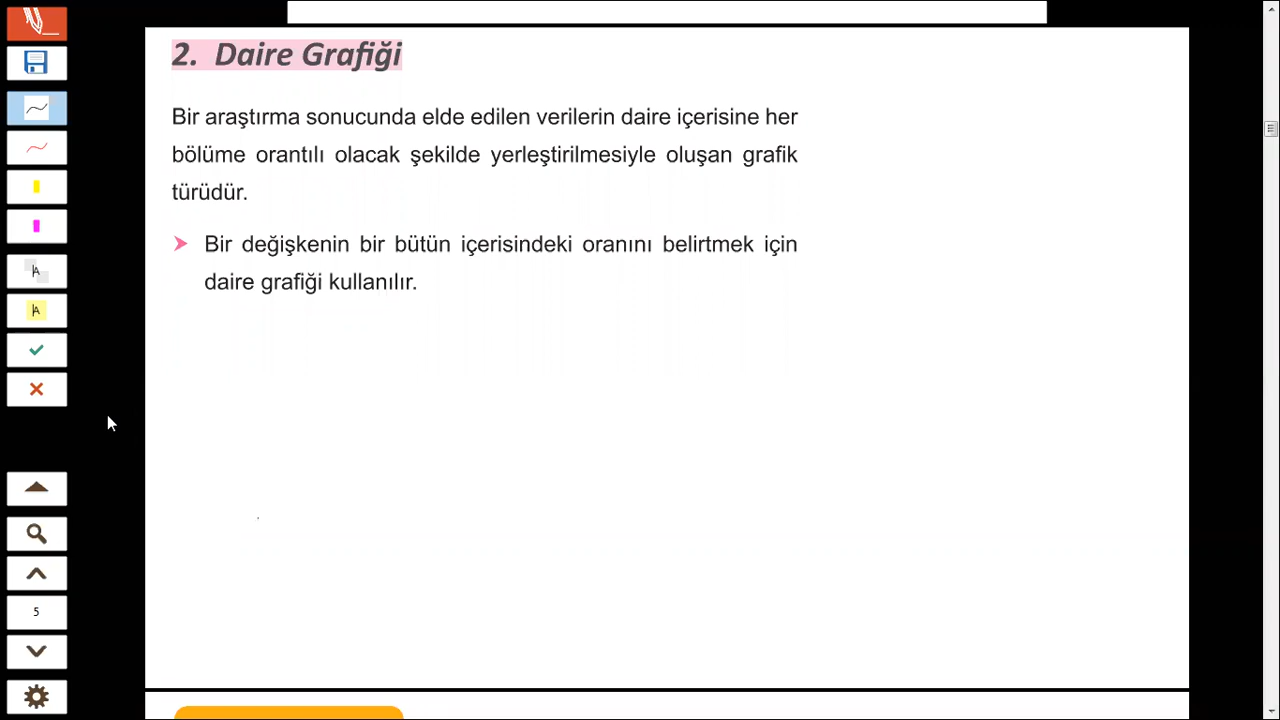 2. Daire Grafiği
Bir araştırma sonucunda elde edilen verilerin daire içerisine her
bölüme orantılı olacak şekilde yerleştirilmesiyle oluşan grafik
türüdür.
Bir değişkenin bir bütün içerisindeki oranını belirtmek için
daire grafiği kullanılır.
A
A
5